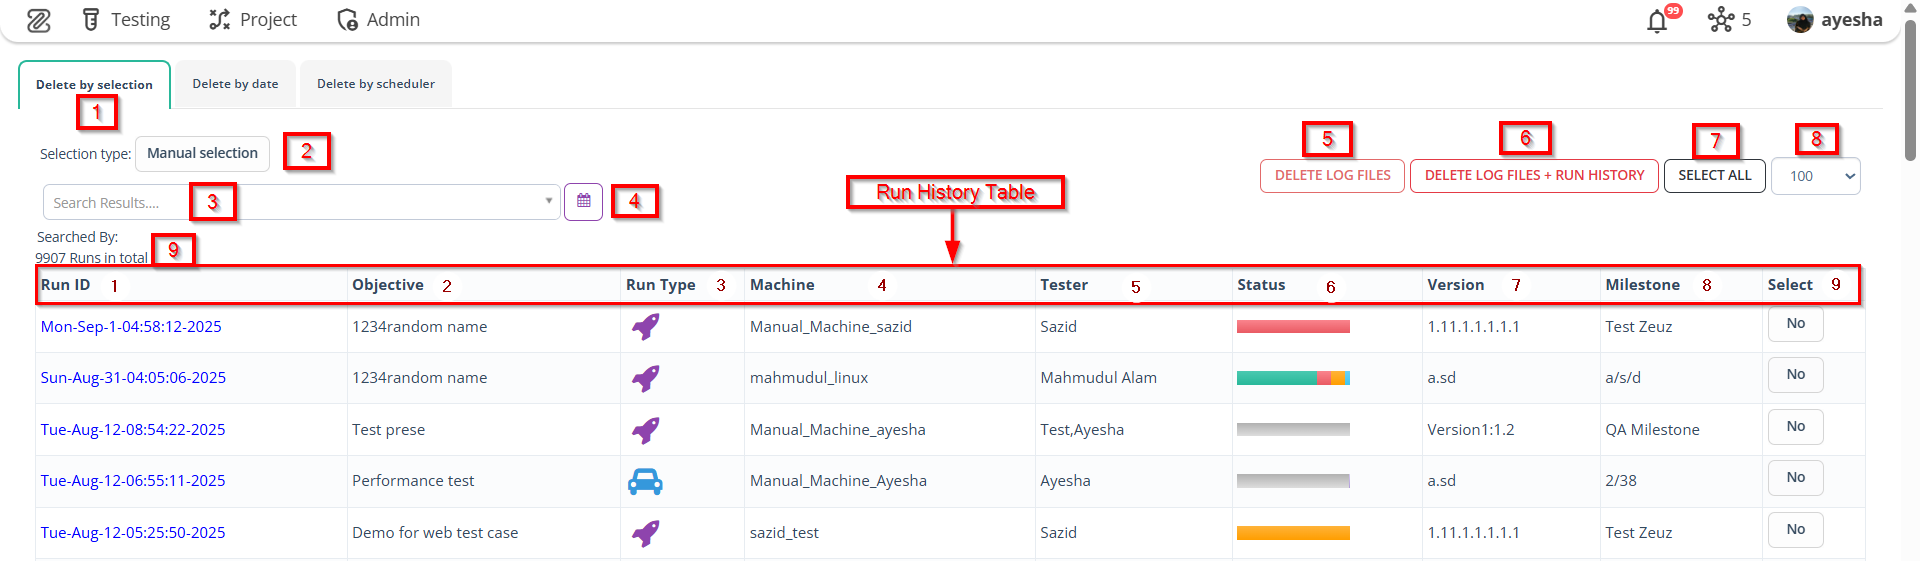 Testing Project Admin 99 5 ayesha
Delete by selection Delete by date Delete by scheduler
1
Selection type: Manual selection 2
5 6 7 8
DELETE LOG FILES DELETE LOG FILES + RUN HISTORY SELECT ALL 100
Search Results.... 3 4
Run History Table
Searched By:
9907 Runs in total 9
Run ID 1 Objective 2 Run Type 3 Machine 4 Tester 5 Status 6 Version 7 Milestone 8 Select 9
Mon-Sep-1-04:58:12-2025 1234random name Manual_Machine_sazid Sazid 1.11.1.1.1.1.1 Test Zeuz No
Sun-Aug-31-04:05:06-2025 1234random name mahmudul_linux Mahmudul Alam a.sd a/s/d No
Tue-Aug-12-08:54:22-2025 Test prese Manual_Machine_ayesha Test,Ayesha Version1:1.2 QA Milestone No
Tue-Aug-12-06:55:11-2025 Performance test Manual_Machine_Ayesha Ayesha a.sd 2/38 No
Tue-Aug-12-05:25:50-2025 Demo for web test case sazid_test Sazid 1.11.1.1.1.1.1 Test Zeuz No